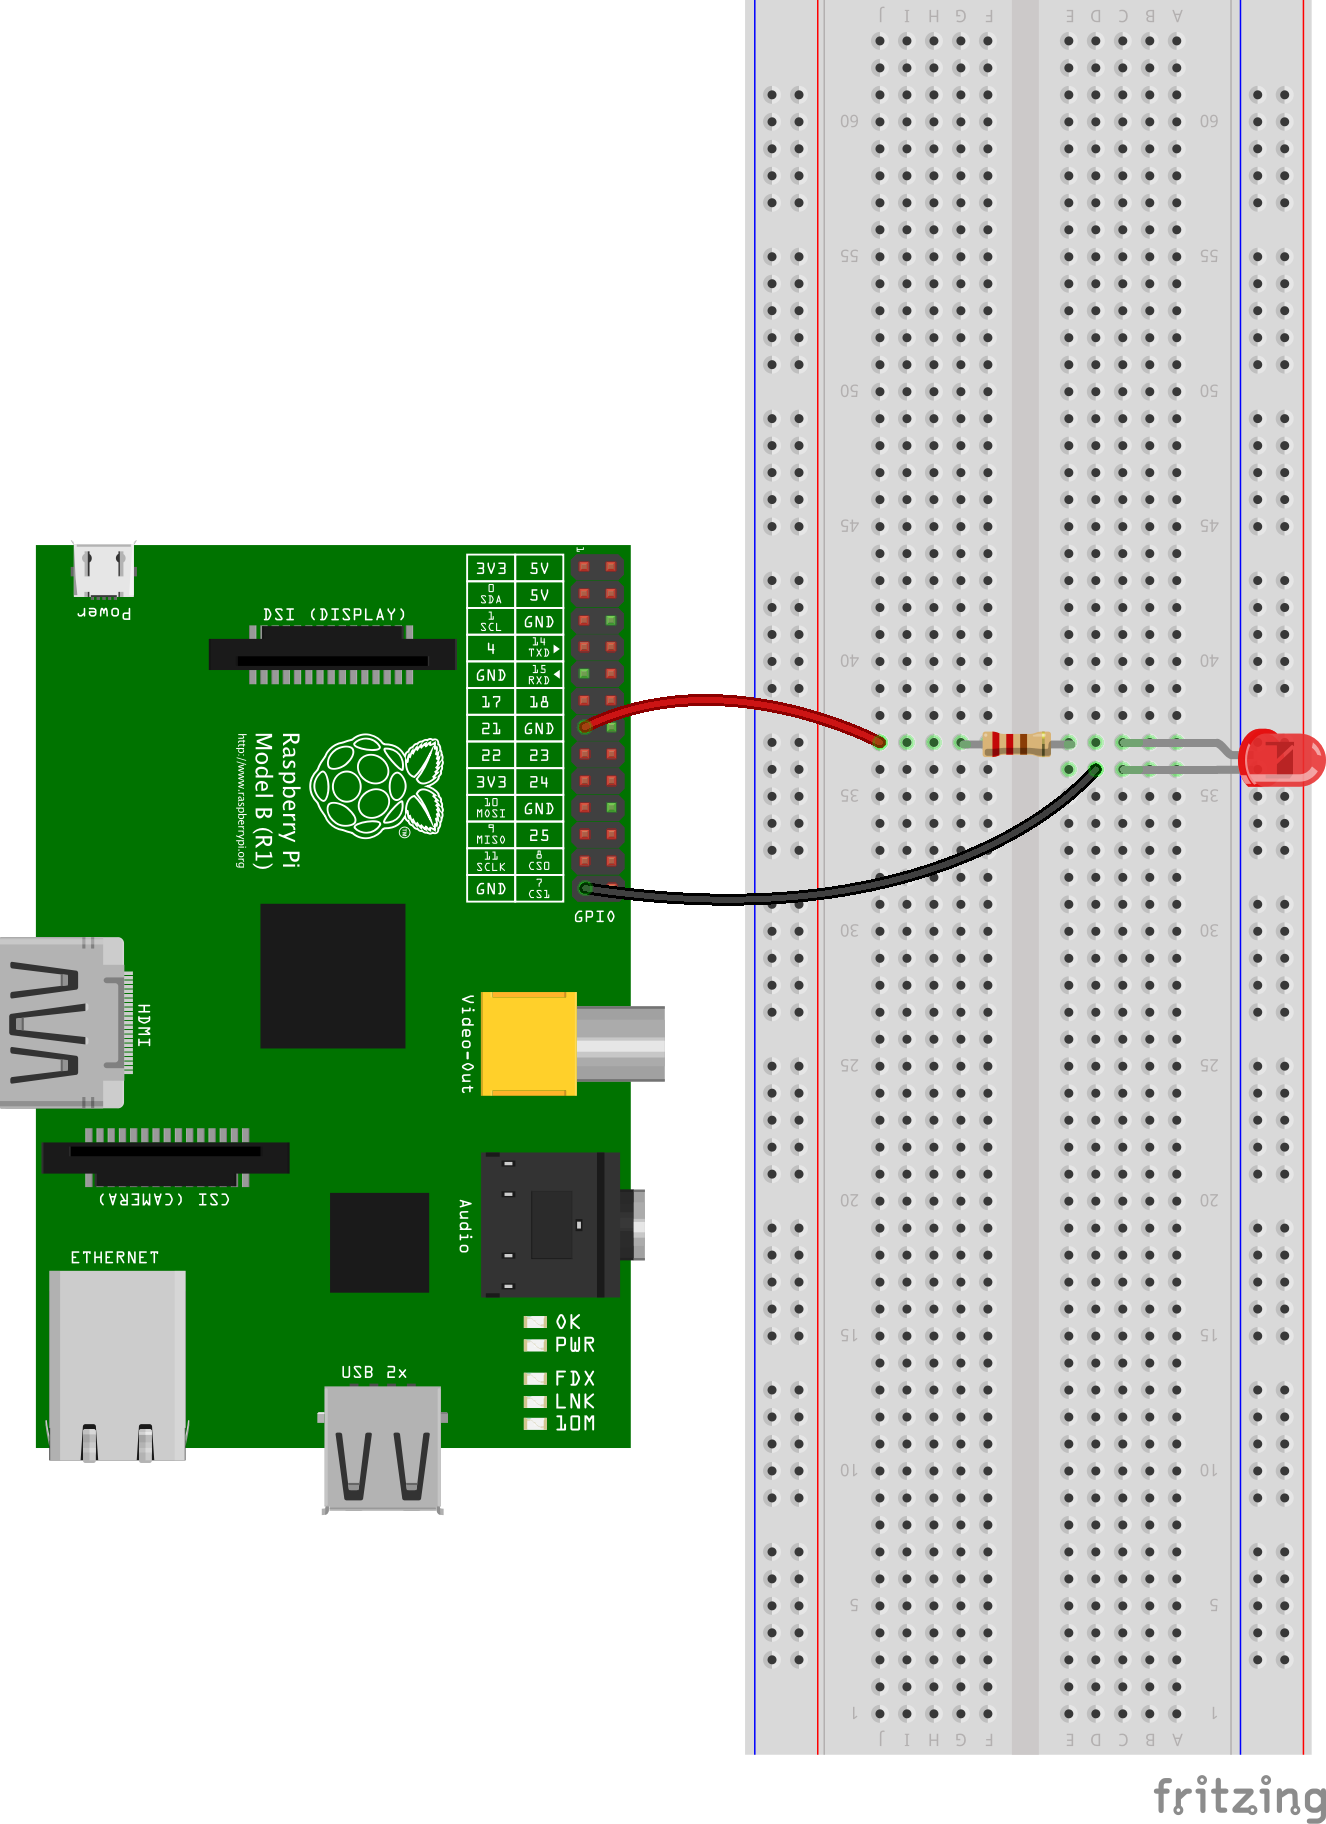 J I H G F E D C B A
60 60
55 55
50 50
45 45
40 40
35 35
30 30
25 25
20 20
15 15
10 10
5 5
1 1
J I H G F E D C B A
Power
DSI (DISPLAY)
1
3V3 5V
0 SDA 5V
1 SCL GND
4 14 TXD
GND 15 RXD
17 18
21 GND
22 23
3V3 24
10 MOSI GND
9 MISO 25
11 SCLK 8 CS0
GND 7 CS1
GPIO
Raspberry Pi
Model B (R1)
http://www.raspberrypi.org
TM
HDMI
Video-Out
CSI (CAMERA)
Audio
ETHERNET
OK
PWR
FDX
LNK
10M
USB 2x
fritzing